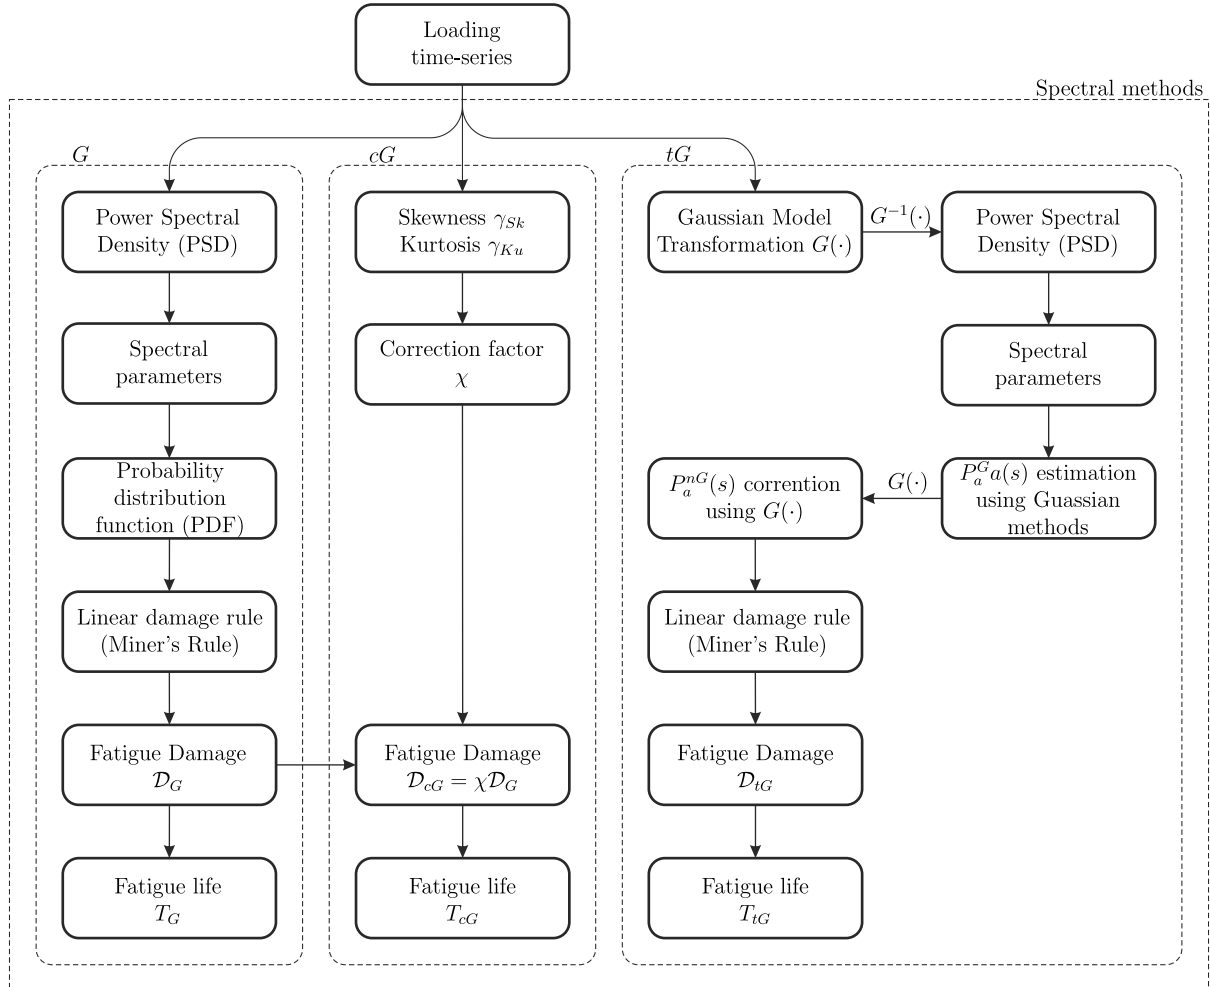 Loading
time-series
Spectral methods
G
Power Spectral
Density (PSD)
Spectral
parameters
Probability
distribution
function (PDF)
Linear damage rule
(Miner's Rule)
Fatigue Damage
𝒟_G
Fatigue life
T_G
cG
Skewness γ_Sk
Kurtosis γ_Ku
Correction factor
χ
Fatigue Damage
𝒟_cG = χ𝒟_G
Fatigue life
T_cG
tG
Gaussian Model
Transformation G(·)
G^−1(·)
Power Spectral
Density (PSD)
Spectral
parameters
P_a^G a(s) estimation
using Guassian
methods
G(·)
P_a^nG(s) corrention
using G(·)
Linear damage rule
(Miner's Rule)
Fatigue Damage
𝒟_tG
Fatigue life
T_tG